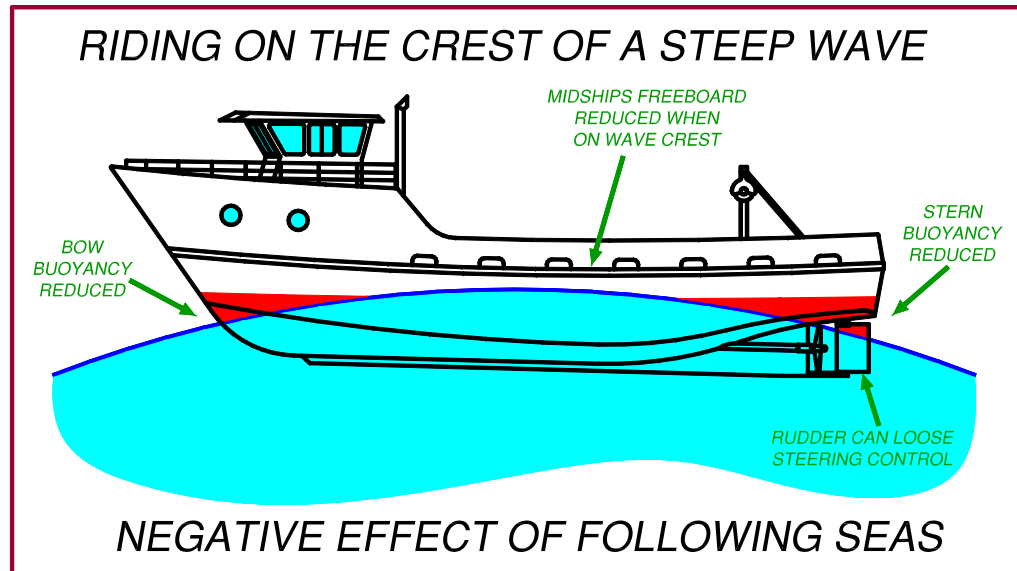 RIDING ON THE CREST OF A STEEP WAVE
MIDSHIPS FREEBOARD
REDUCED WHEN
ON WAVE CREST
STERN
BUOYANCY
REDUCED
BOW
BUOYANCY
REDUCED
RUDDER CAN LOOSE
STEERING CONTROL
NEGATIVE EFFECT OF FOLLOWING SEAS